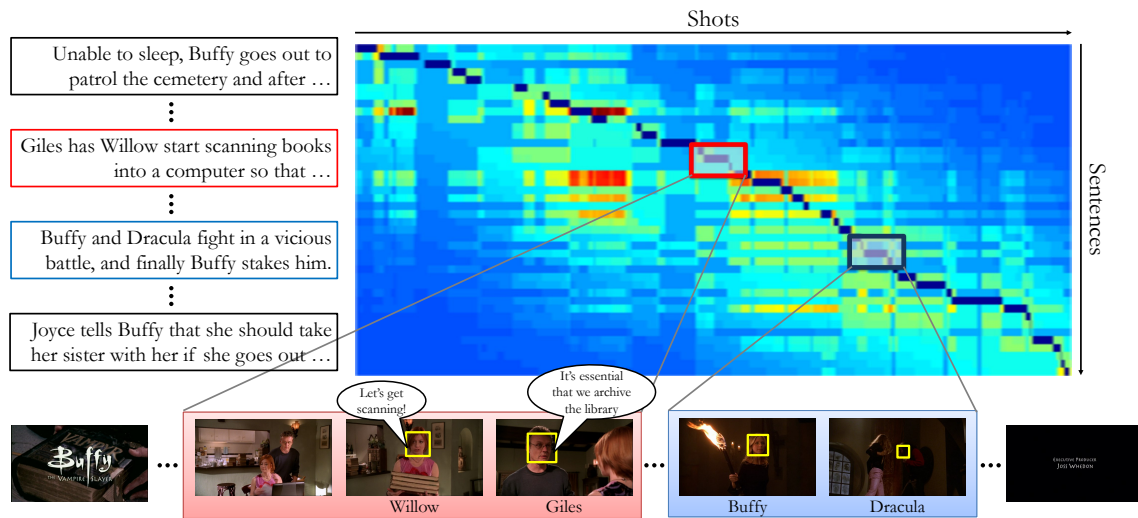 Shots
Unable to sleep, Buffy goes out to
patrol the cemetery and after …
Giles has Willow start scanning books
into a computer so that …
Buffy and Dracula fight in a vicious
battle, and finally Buffy stakes him.
Joyce tells Buffy that she should take
her sister with her if she goes out …
Sentences
Let's get
scanning!
It's essential
that we archive
the library
VAMPYR
Buffy
THE VAMPIRE SLAYER
Willow
Giles
Buffy
Dracula
EXECUTIVE PRODUCER
JOSS WHEDON